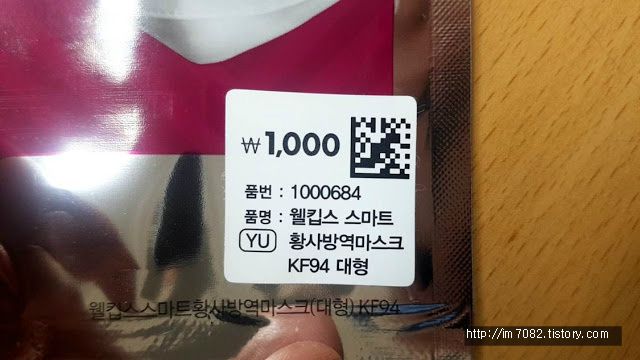 ₩1,000
품번 : 1000684
품명 : 웰킵스 스마트
YU 황사방역마스크
KF94 대형
웰킵스스마트황사방역마스크(대형) KF94
http://im7082.tistory.com